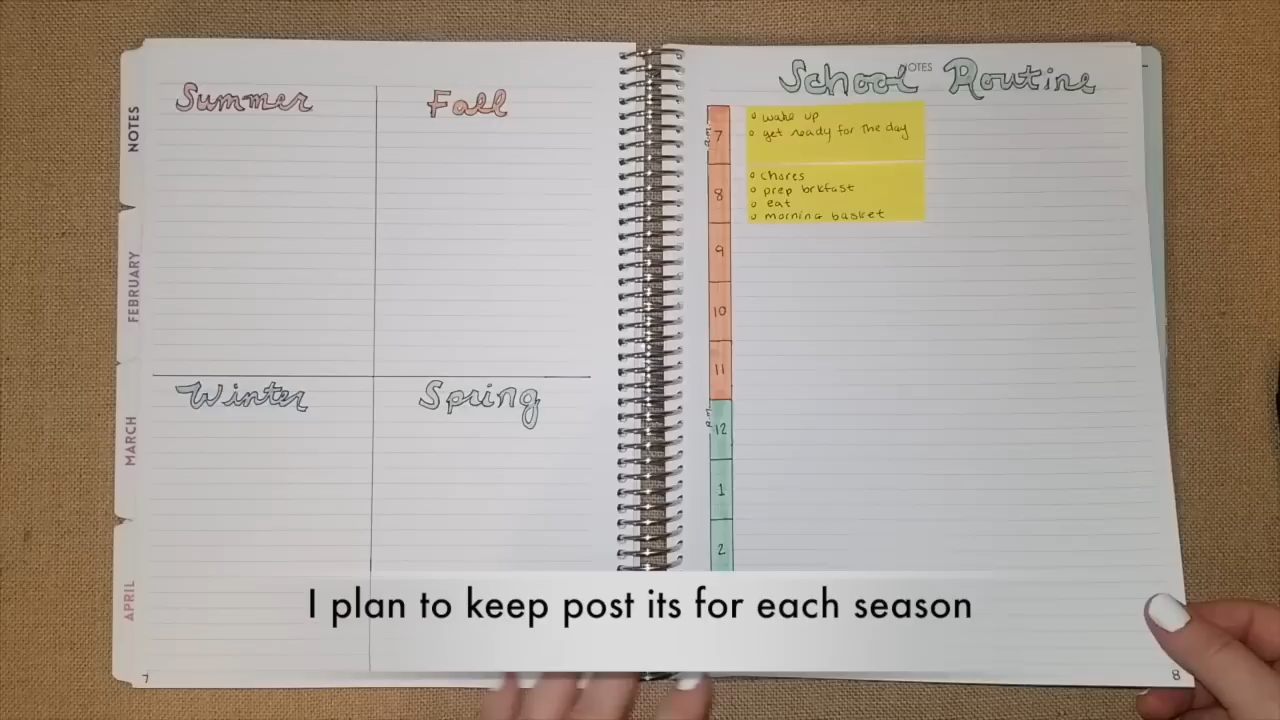 NOTES
FEBRUARY
MARCH
APRIL
Summer
Fall
Winter
Spring
7
NOTES
School Routine
a.m.
7
wake up
get ready for the day
8
chores
prep brkfast
eat
morning basket
9
10
11
p.m.
12
1
2
I plan to keep post its for each season
8